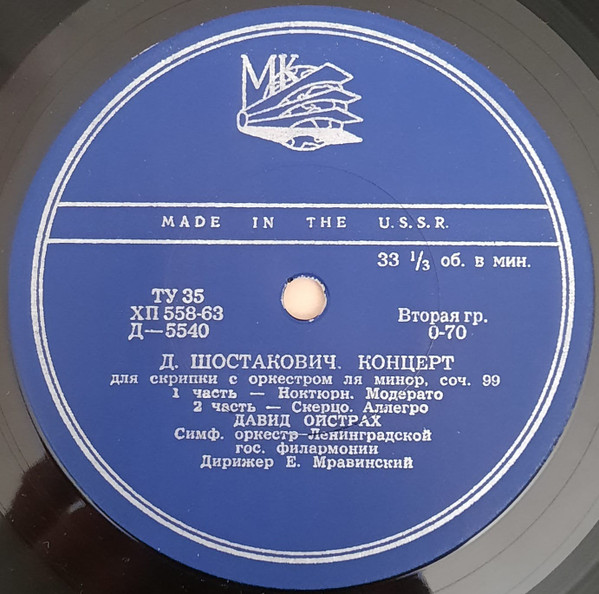 МК
MADE IN THE U.S.S.R.
33 ⅓ об. в мин.
ТУ 35
ХП 558-63
Д—5540
Вторая гр.
0-70
Д. ШОСТАКОВИЧ. КОНЦЕРТ
для скрипки с оркестром ля минор, соч. 99
1 часть — Ноктюрн. Модерато
2 часть — Скерцо. Аллегро
ДАВИД ОЙСТРАХ
Симф. оркестр Ленинградской
гос. филармонии
Дирижер Е. Мравинский